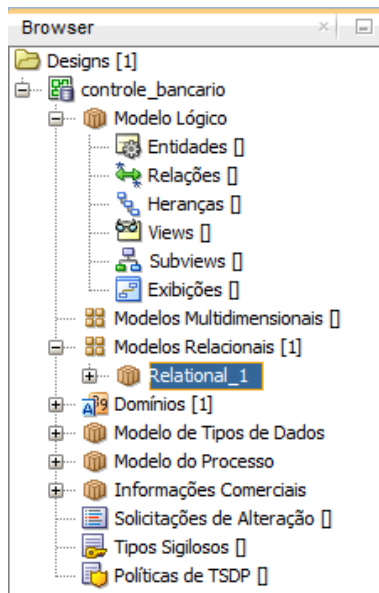 Browser
Designs [1]
controle_bancario
Modelo Lógico
Entidades []
Relações []
Heranças []
Views []
Subviews []
Exibições []
Modelos Multidimensionais []
Modelos Relacionais [1]
Relational_1
Domínios [1]
Modelo de Tipos de Dados
Modelo do Processo
Informações Comerciais
Solicitações de Alteração []
Tipos Sigilosos []
Políticas de TSDP []